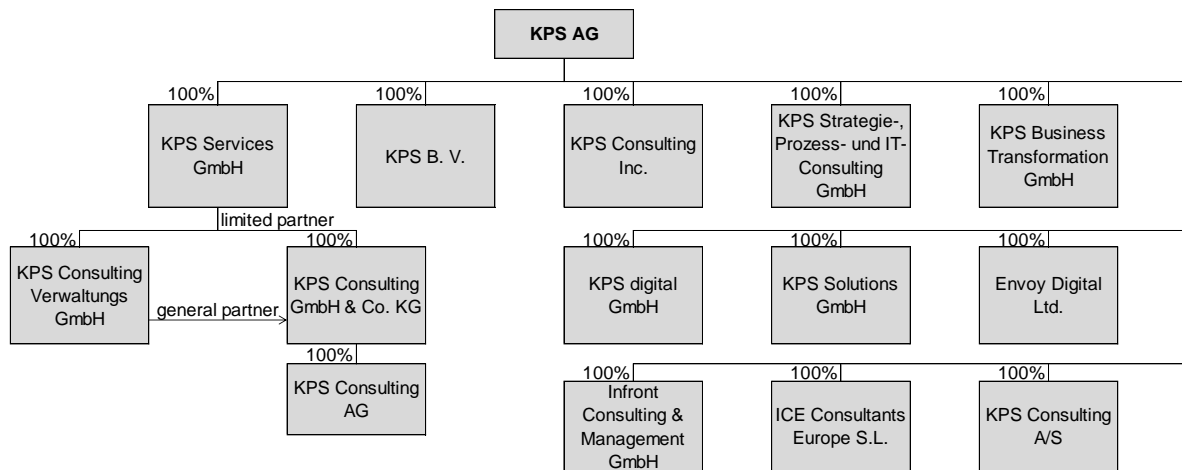 KPS AG
100%
100%
100%
100%
100%
KPS Services
GmbH
KPS B. V.
KPS Consulting
Inc.
KPS Strategie-,
Prozess- und IT-
Consulting
GmbH
KPS Business
Transformation
GmbH
limited partner
100%
100%
100%
100%
100%
KPS Consulting
Verwaltungs
GmbH
general partner
KPS Consulting
GmbH & Co. KG
KPS digital
GmbH
KPS Solutions
GmbH
Envoy Digital
Ltd.
100%
100%
100%
100%
KPS Consulting
AG
Infront
Consulting &
Management
GmbH
ICE Consultants
Europe S.L.
KPS Consulting
A/S